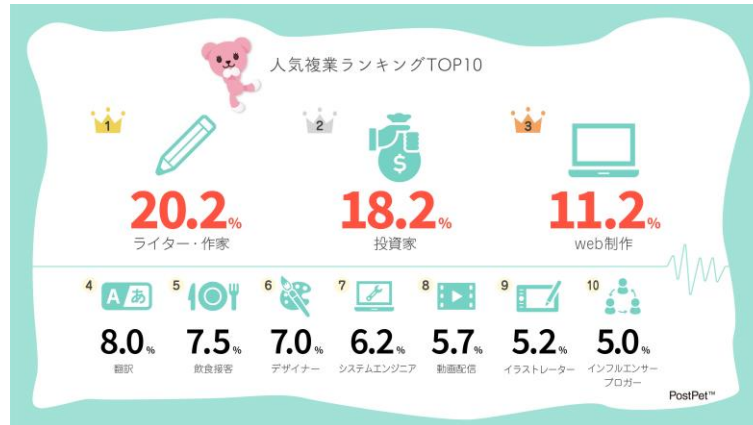 人気複業ランキングTOP10
1
2
3
$
20.2%
18.2%
11.2%
ライター・作家
投資家
web制作
4
Aあ
5
6
7
8
9
10
8.0%
7.5%
7.0%
6.2%
5.7%
5.2%
5.0%
翻訳
飲食接客
デザイナー
システムエンジニア
動画配信
イラストレーター
インフルエンサー
ブロガー
PostPet™